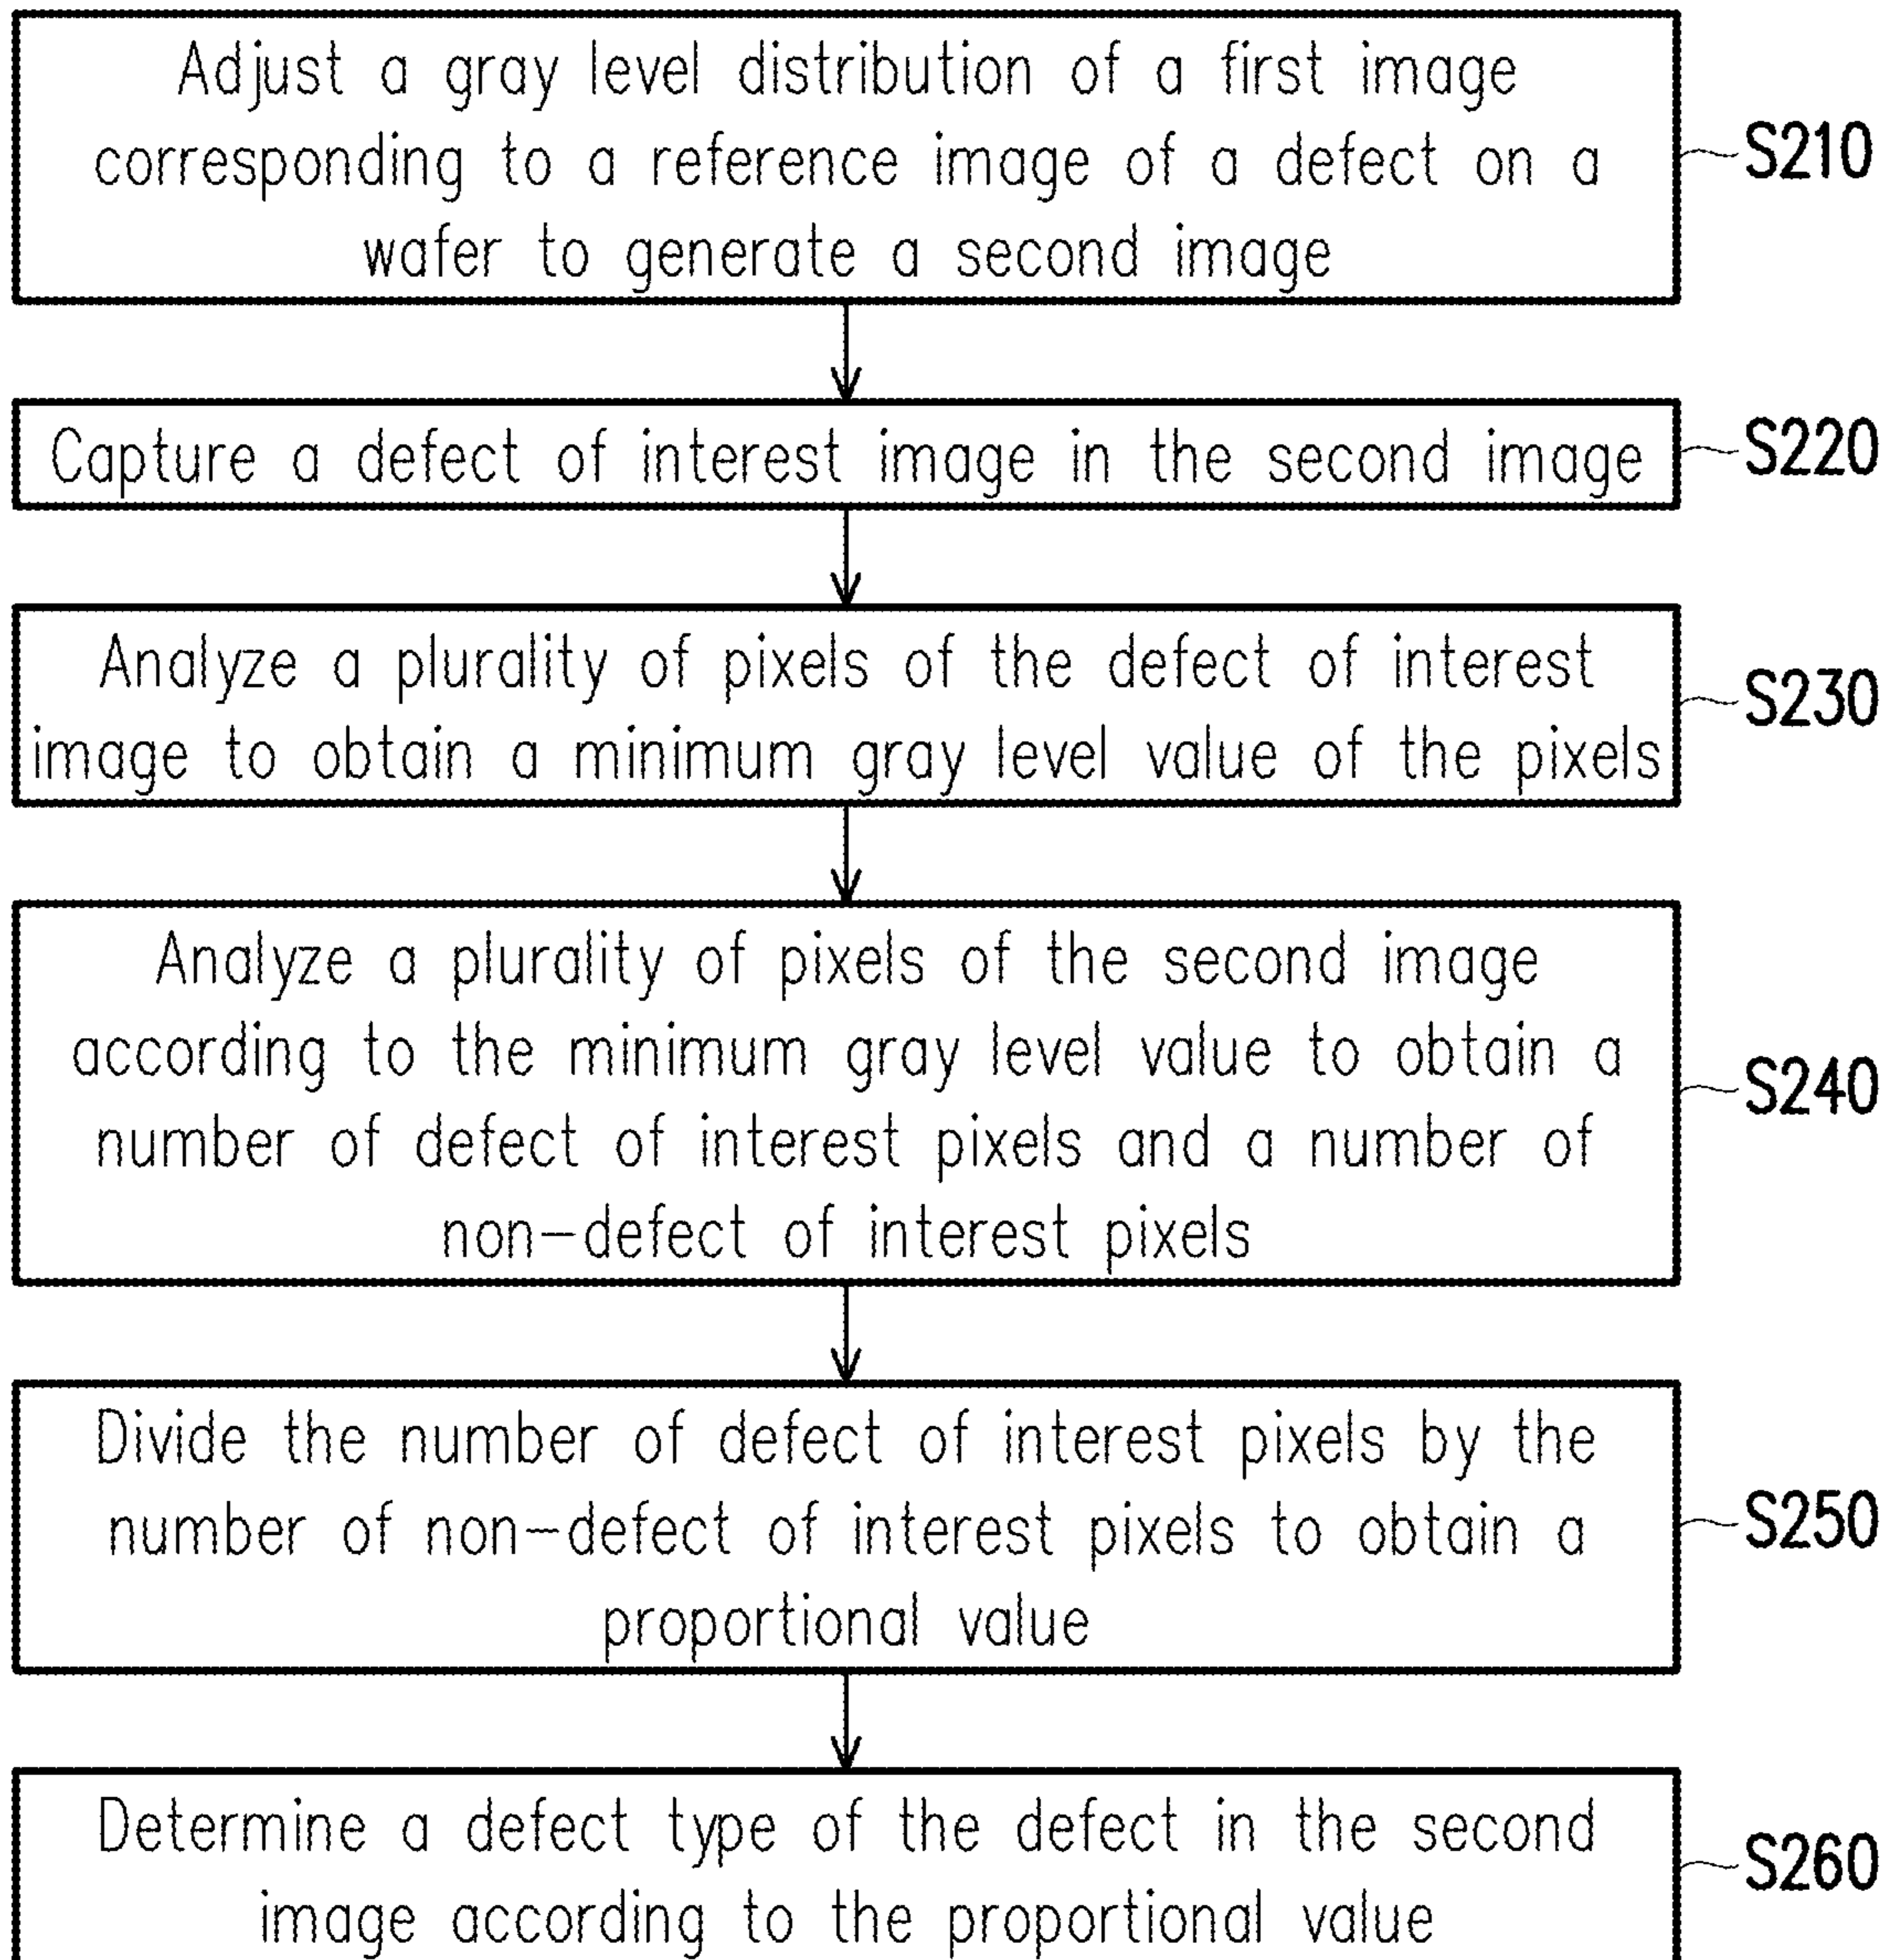 Adjust a gray level distribution of a first image
corresponding to a reference image of a defect on a
wafer to generate a second image
S210
Capture a defect of interest image in the second image
S220
Analyze a plurality of pixels of the defect of interest
image to obtain a minimum gray level value of the pixels
S230
Analyze a plurality of pixels of the second image
according to the minimum gray level value to obtain a
number of defect of interest pixels and a number of
non-defect of interest pixels
S240
Divide the number of defect of interest pixels by the
number of non-defect of interest pixels to obtain a
proportional value
S250
Determine a defect type of the defect in the second
image according to the proportional value
S260